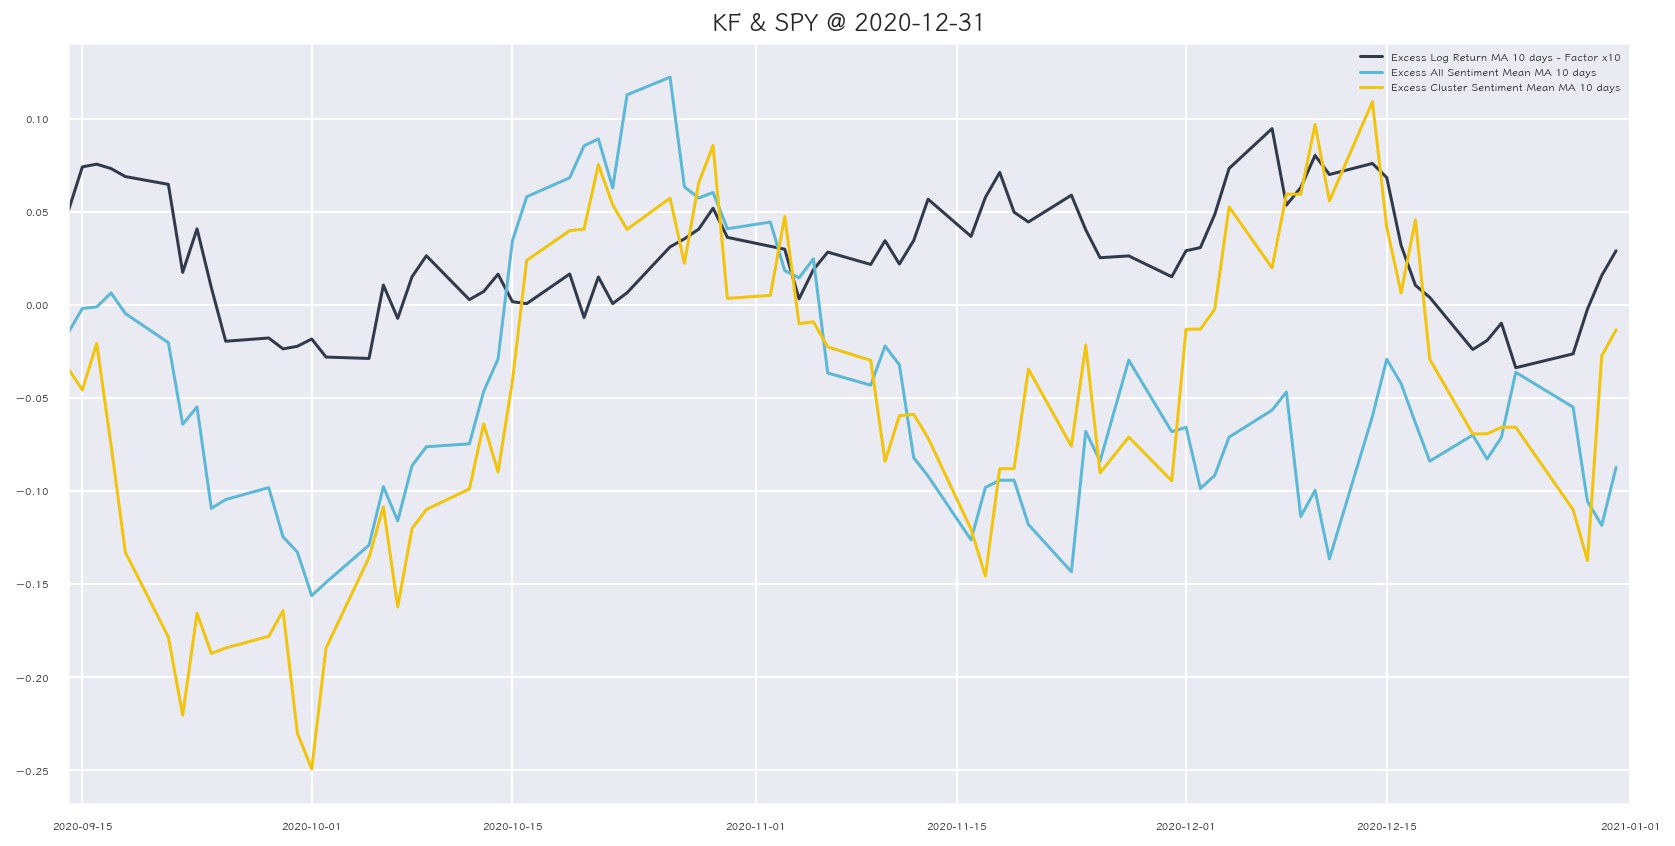 KF & SPY @ 2020-12-31
Excess Log Return MA 10 days - Factor x10
Excess All Sentiment Mean MA 10 days
Excess Cluster Sentiment Mean MA 10 days
0.10
0.05
0.00
−0.05
−0.10
−0.15
−0.20
−0.25
2020-09-15 2020-10-01 2020-10-15 2020-11-01 2020-11-15 2020-12-01 2020-12-15 2021-01-01